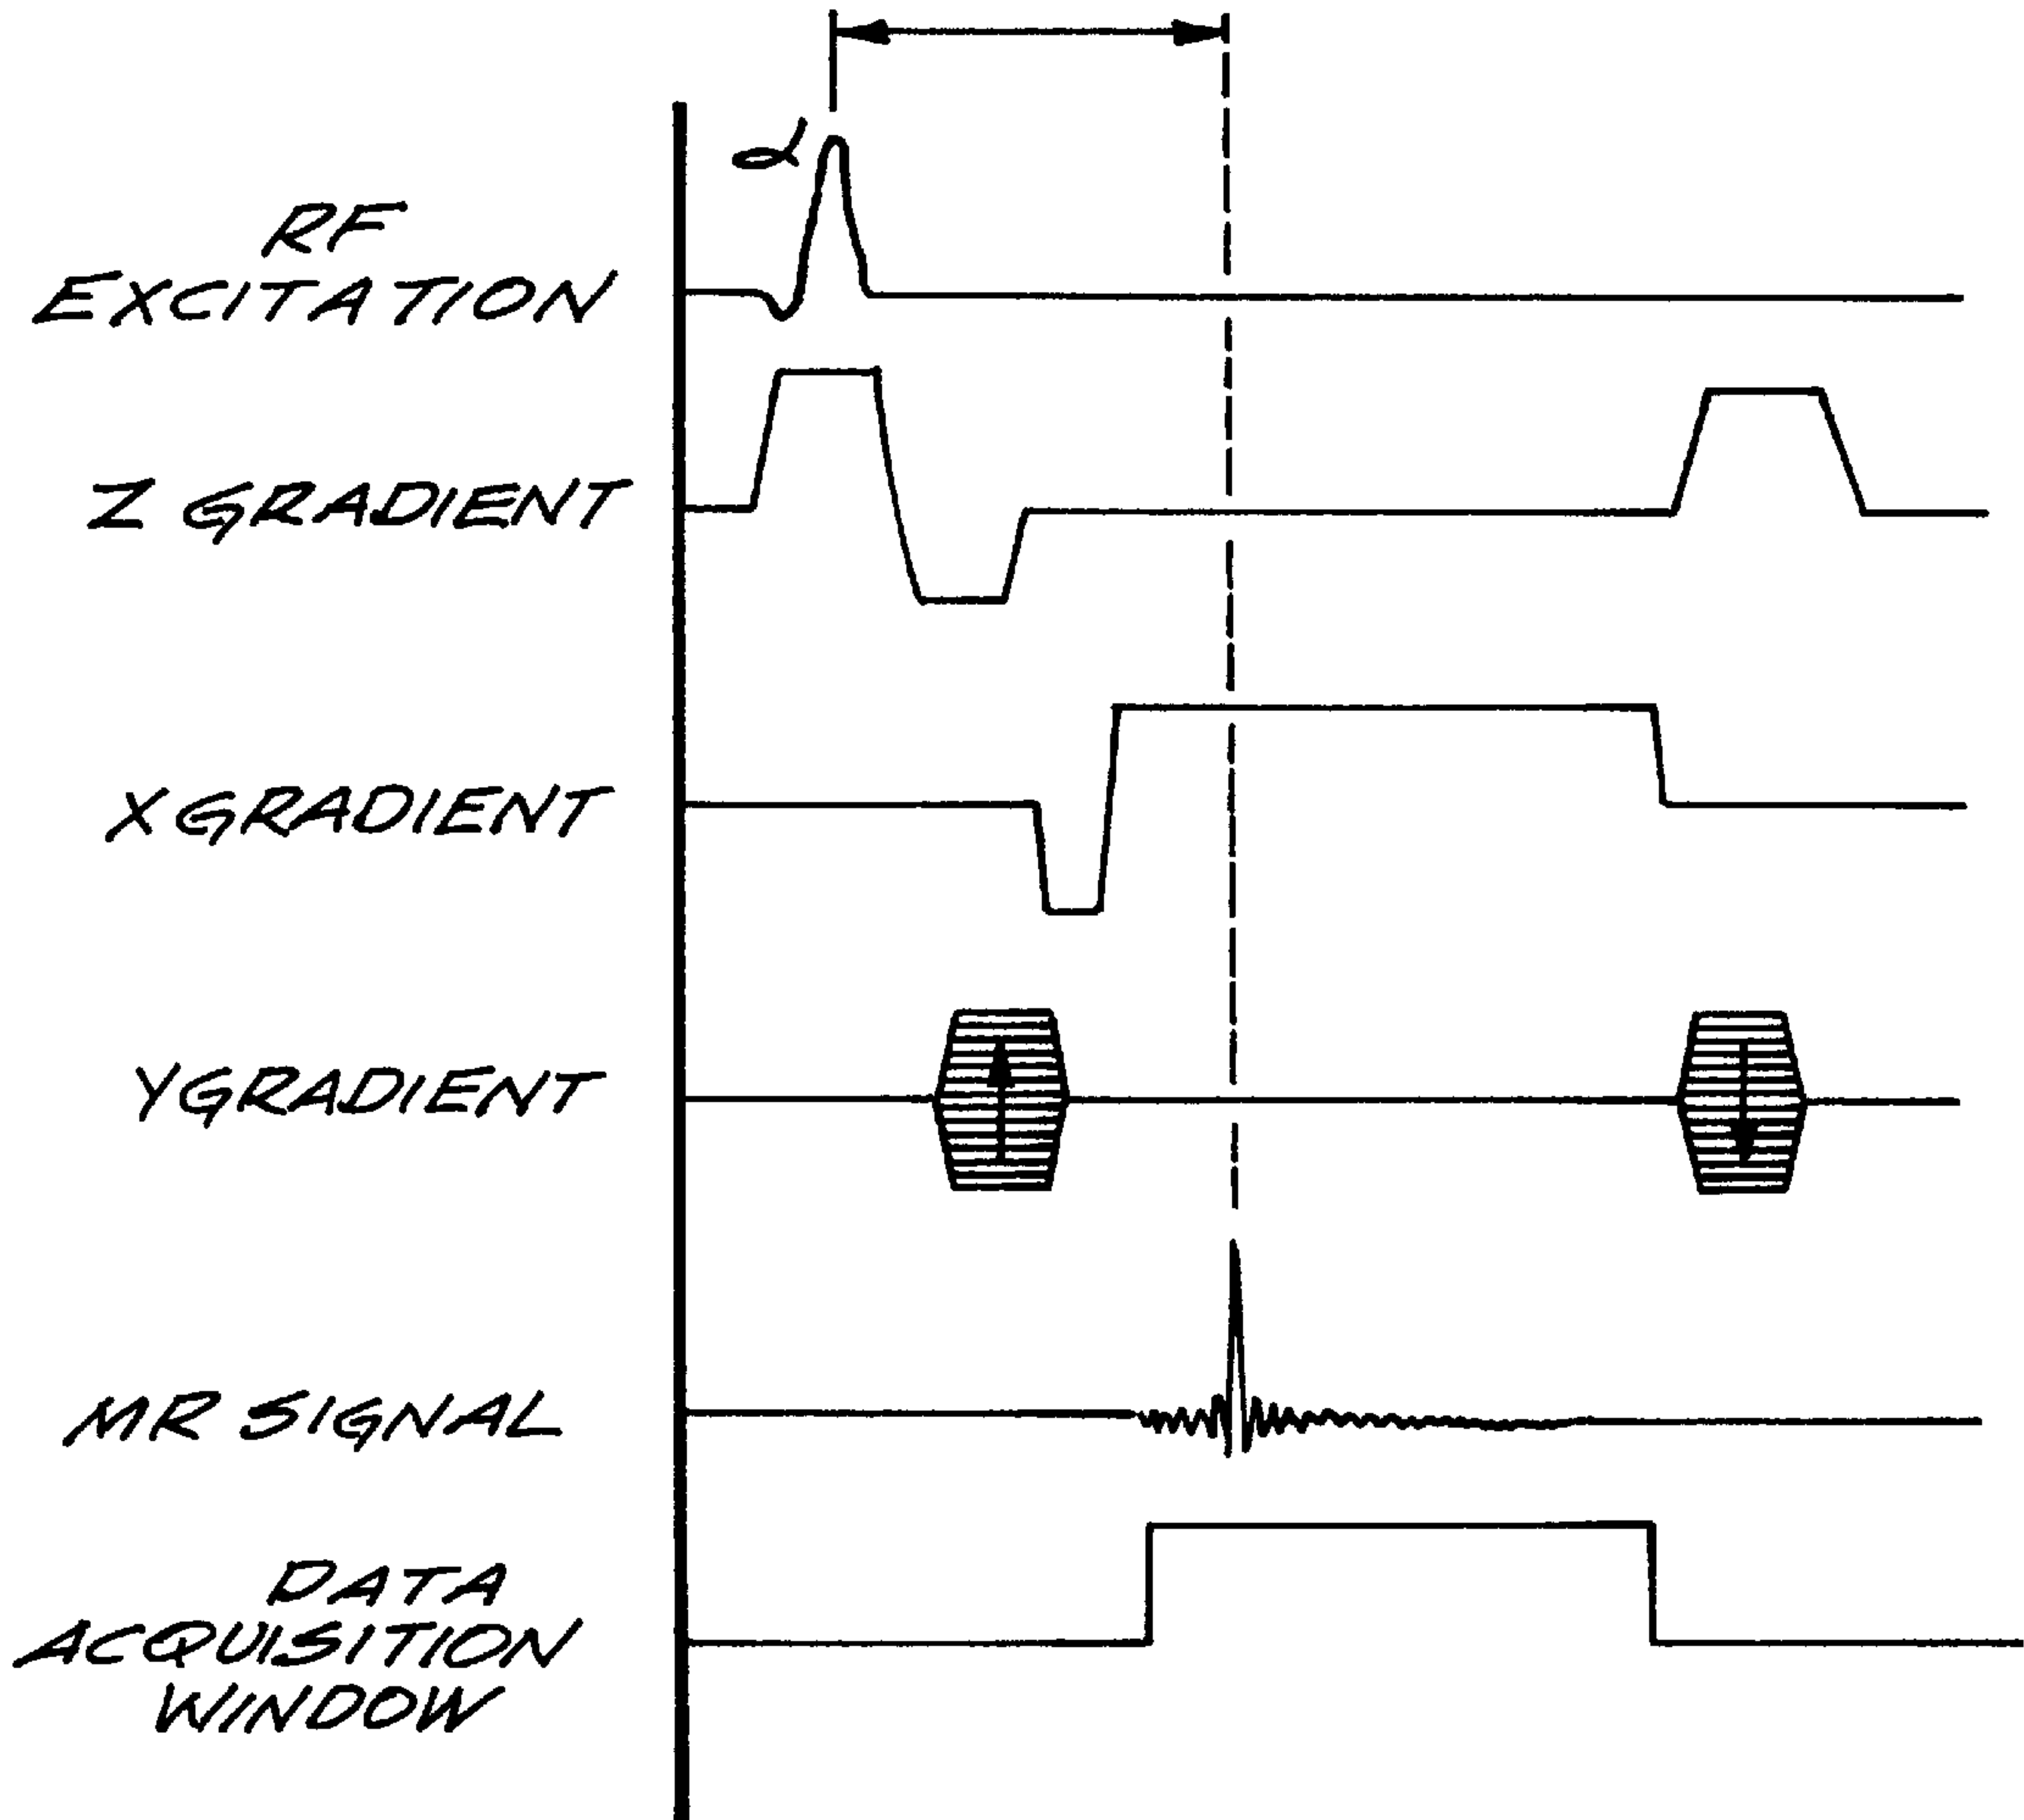 α
RF
EXCITATION
Z GRADIENT
X GRADIENT
Y GRADIENT
MR SIGNAL
DATA
ACQUISITION
WINDOW